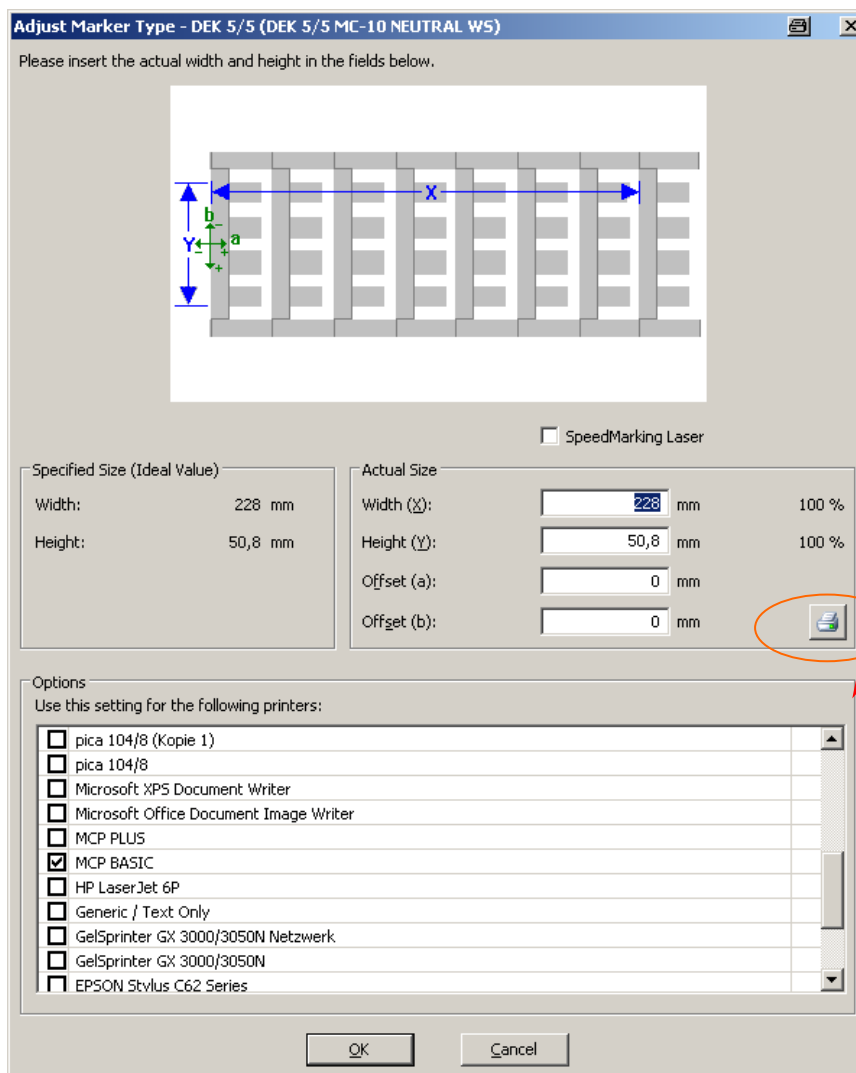 Adjust Marker Type - DEK 5/5 (DEK 5/5 MC-10 NEUTRAL WS)
Please insert the actual width and height in the fields below.
X
b
-
Y
a
-
+
+
SpeedMarking Laser
Specified Size (Ideal Value)
Width: 228 mm
Height: 50,8 mm
Actual Size
Width (X): 228 mm 100 %
Height (Y): 50,8 mm 100 %
Offset (a): 0 mm
Offset (b): 0 mm
Options
Use this setting for the following printers:
pica 104/8 (Kopie 1)
pica 104/8
Microsoft XPS Document Writer
Microsoft Office Document Image Writer
MCP PLUS
MCP BASIC
HP LaserJet 6P
Generic / Text Only
GelSprinter GX 3000/3050N Netzwerk
GelSprinter GX 3000/3050N
EPSON Stylus C62 Series
OK
Cancel